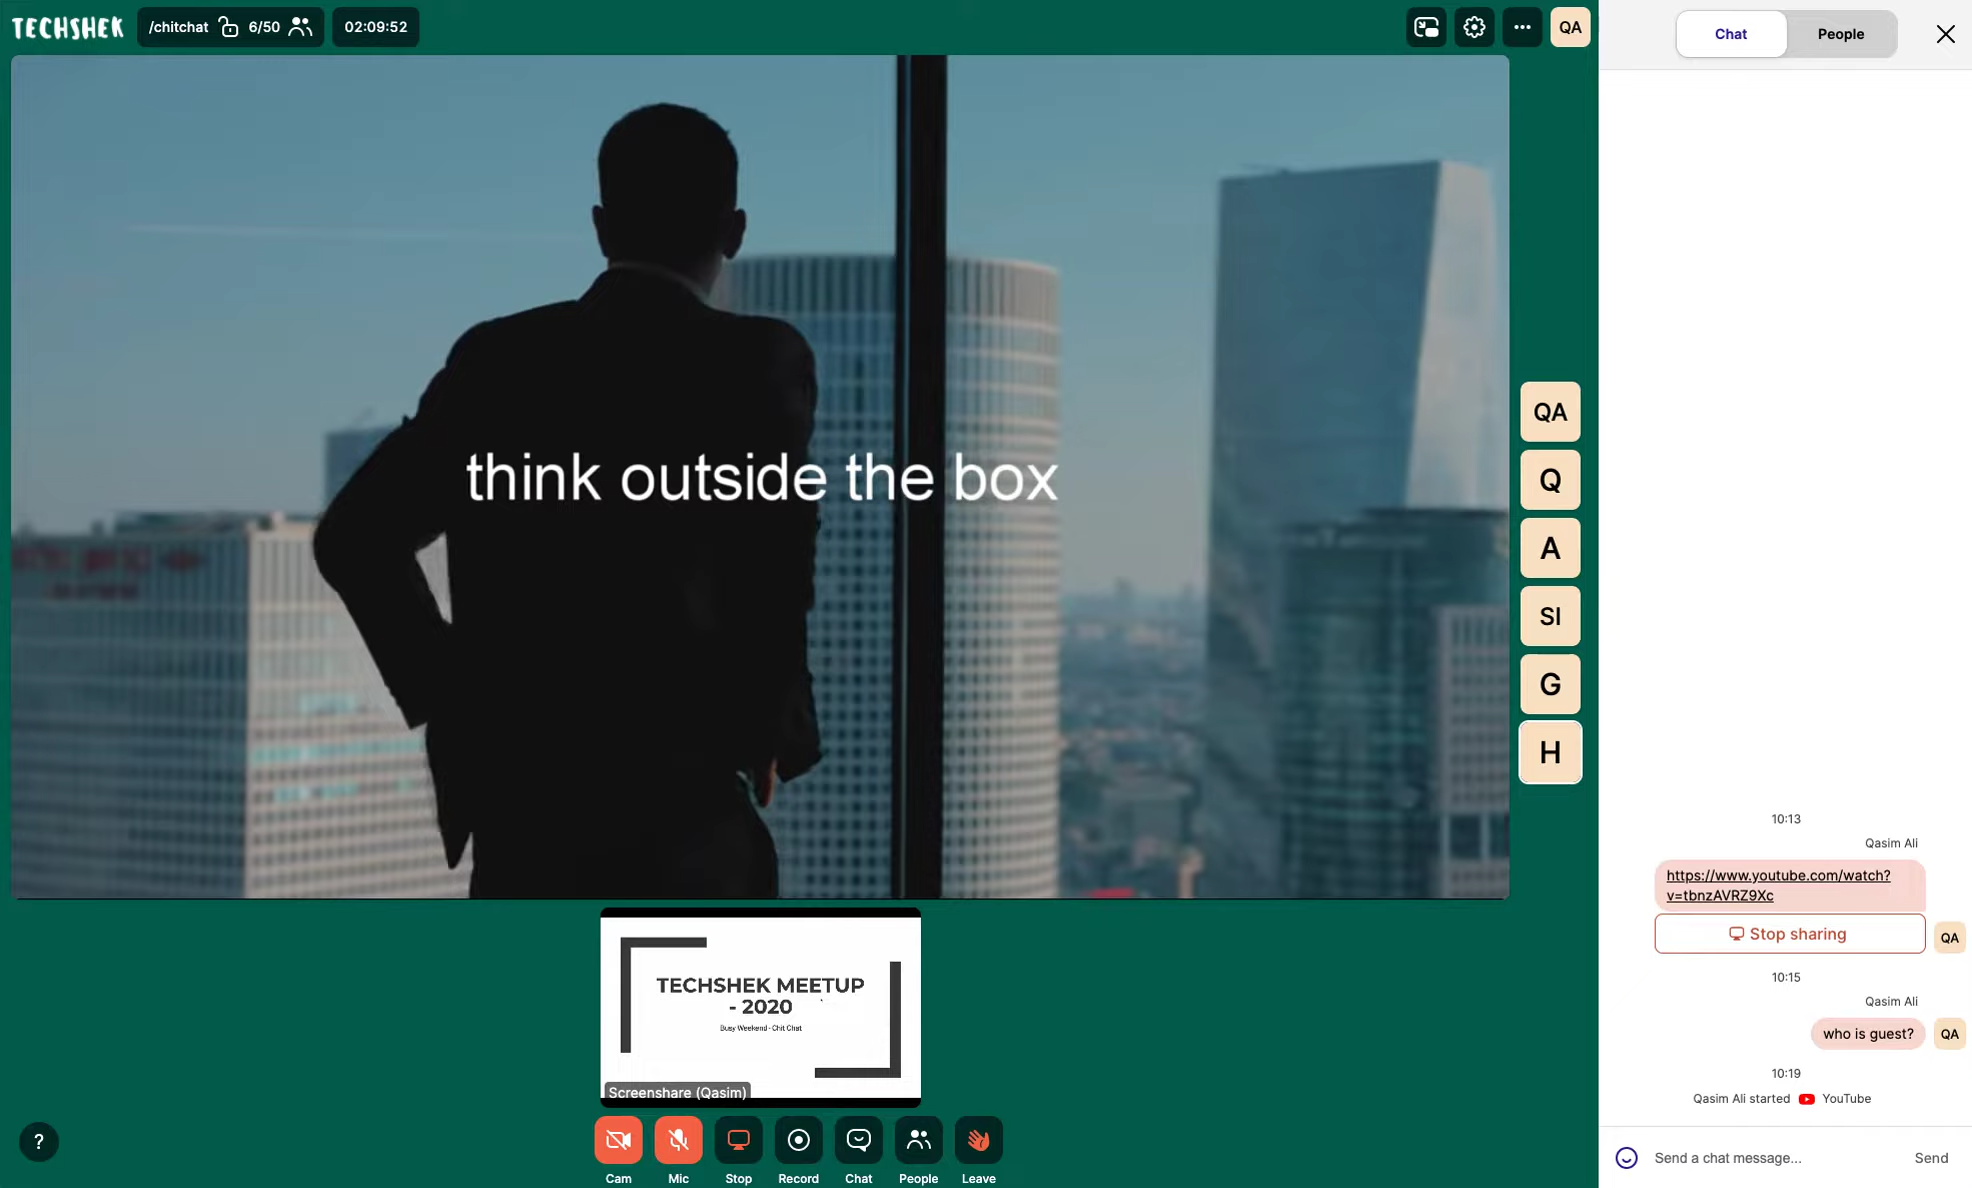 TECHSHEK
/chitchat 6/50
02:09:52
QA
Chat
People
think outside the box
QA
Q
A
SI
G
H
10:13
Qasim Ali
https://www.youtube.com/watch?
v=tbnzAVRZ9Xc
Stop sharing
QA
10:15
Qasim Ali
who is guest?
QA
10:19
Qasim Ali started YouTube
TECHSHEK MEETUP
- 2020
Busy Weekend - Chit Chat
Screenshare (Qasim)
?
Cam
Mic
Stop
Record
Chat
People
Leave
Send a chat message...
Send